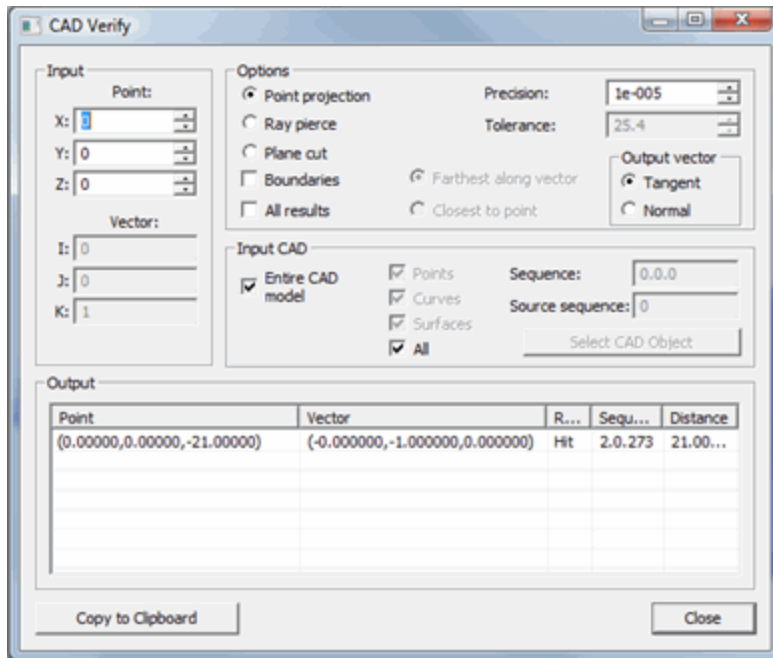 CAD Verify
Input
Point:
X: 0
Y: 0
Z: 0
Vector:
I: 0
J: 0
K: 1
Options
Point projection
Ray pierce
Plane cut
Boundaries
All results
Farthest along vector
Closest to point
Precision: 1e-005
Tolerance: 25.4
Output vector
Tangent
Normal
Input CAD
Entire CAD
model
Points
Curves
Surfaces
All
Sequence: 0.0.0
Source sequence: 0
Select CAD Object
Output
Point Vector R... Sequ... Distance
(0.00000,0.00000,-21.00000) (-0.000000,-1.000000,0.000000) Hit 2.0.273 21.00...
Copy to Clipboard
Close